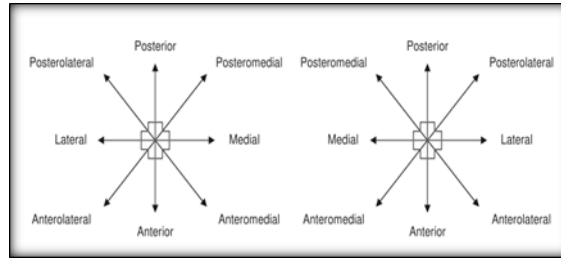 Posterior
Posterolateral
Posteromedial
Lateral
Medial
Anterolateral
Anteromedial
Anterior
Posterior
Posteromedial
Posterolateral
Medial
Lateral
Anteromedial
Anterolateral
Anterior